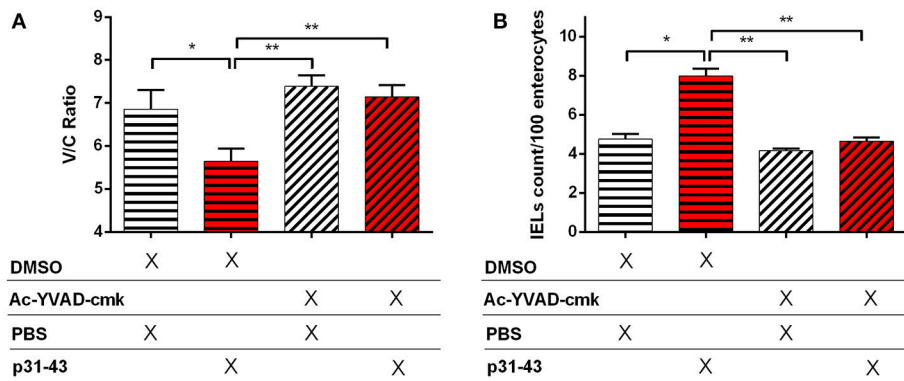 A
V/C Ratio
8
7
6
5
4
*
**
**
DMSO X X
Ac-YVAD-cmk X X
PBS X X
p31-43 X X
B
IELs count/100 enterocytes
10
8
6
4
2
0
*
**
**
DMSO X X
Ac-YVAD-cmk X X
PBS X X
p31-43 X X